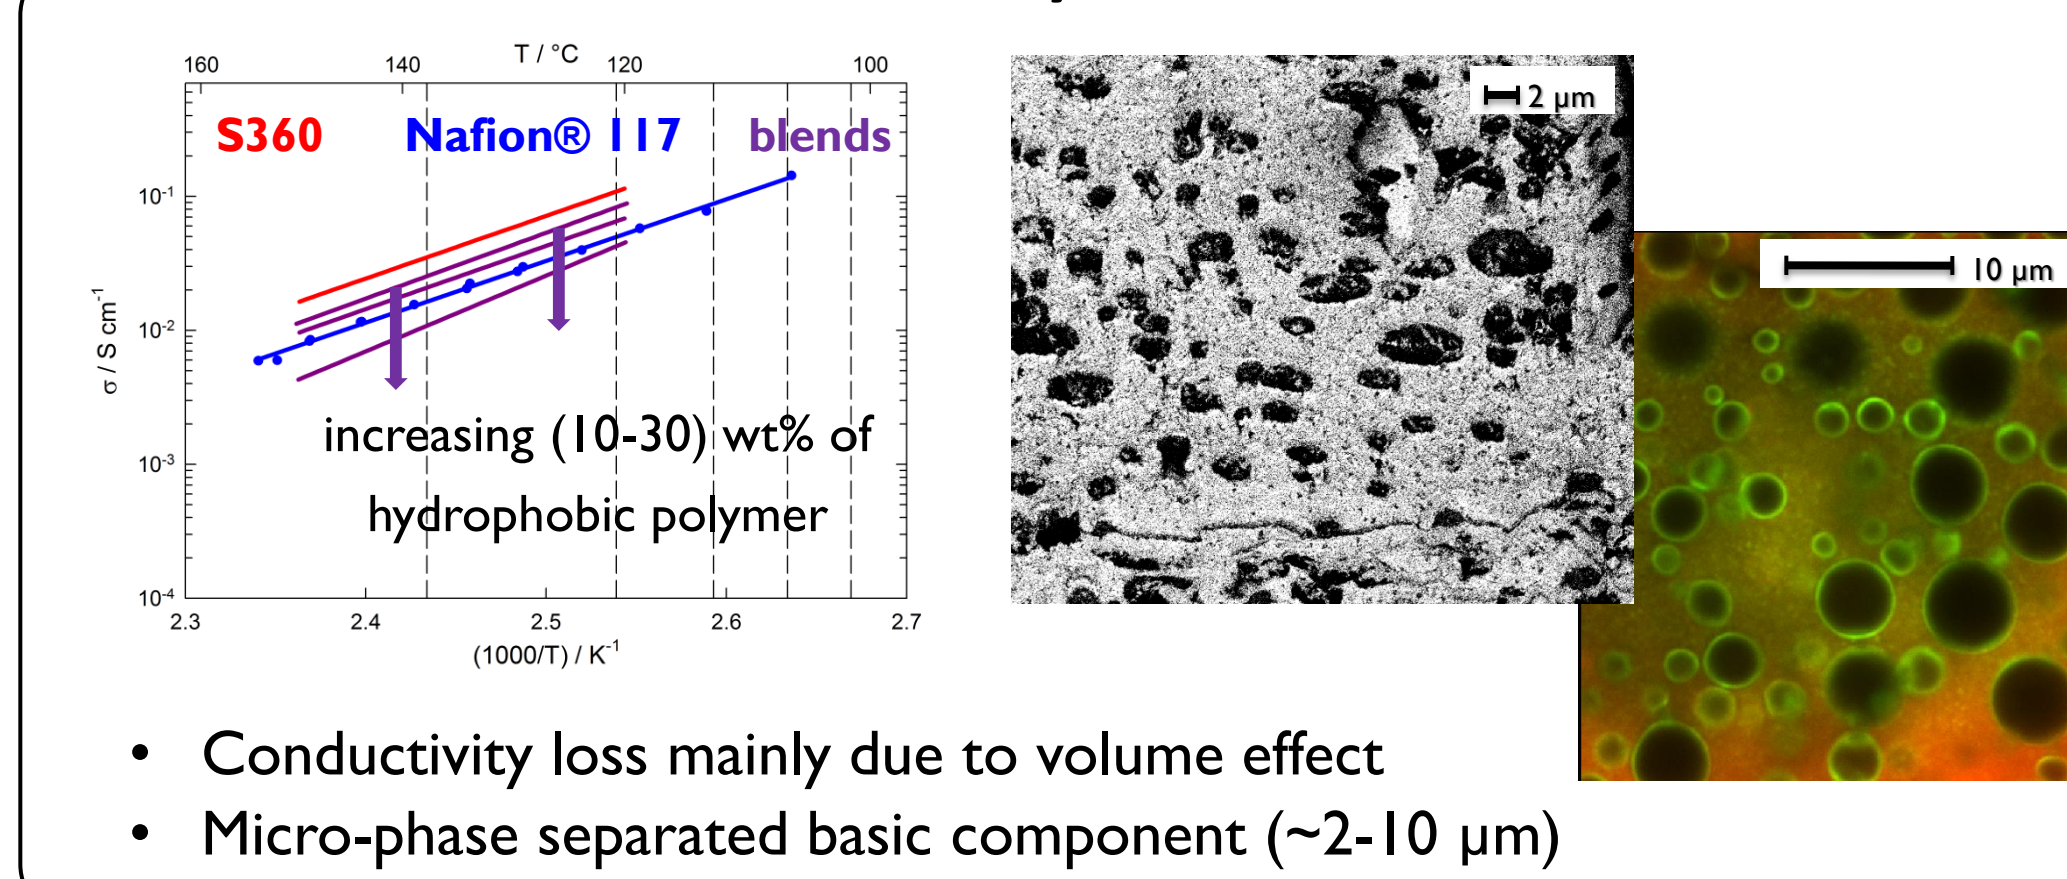 T / °C
160 140 120 100
S360 Nafion® 117 blends
10⁻¹
10⁻²
10⁻³
10⁻⁴
σ / S cm⁻¹
increasing (10-30) wt% of
hydrophobic polymer
2.3 2.4 2.5 2.6 2.7
(1000/T) / K⁻¹
2 µm
10 µm
• Conductivity loss mainly due to volume effect
• Micro-phase separated basic component (~2-10 µm)